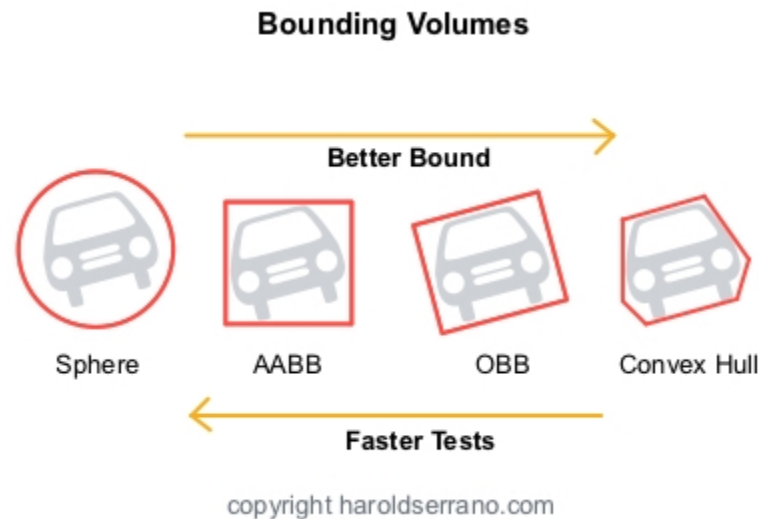 Bounding Volumes
Better Bound
Sphere AABB OBB Convex Hull
Faster Tests
copyright haroldserrano.com